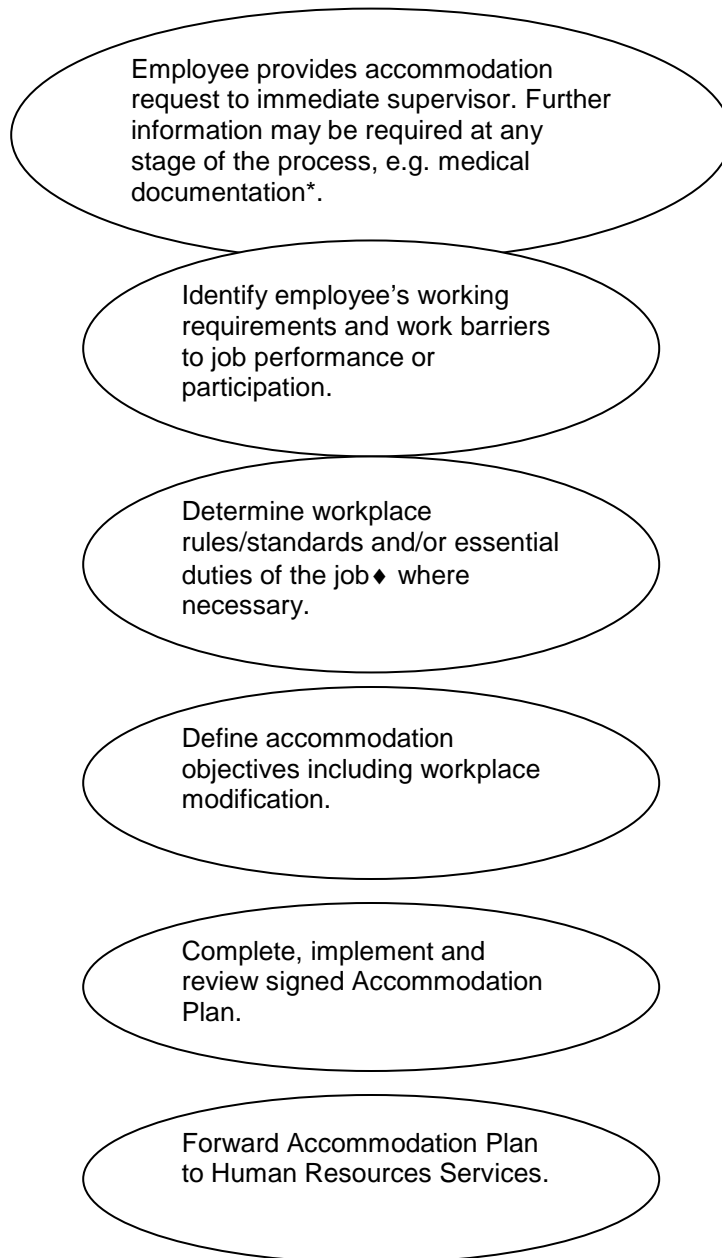 Employee provides accommodation
request to immediate supervisor. Further
information may be required at any
stage of the process, e.g. medical
documentation*.
Identify employee's working
requirements and work barriers
to job performance or
participation.
Determine workplace
rules/standards and/or essential
duties of the job♦ where
necessary.
Define accommodation
objectives including workplace
modification.
Complete, implement and
review signed Accommodation
Plan.
Forward Accommodation Plan
to Human Resources Services.